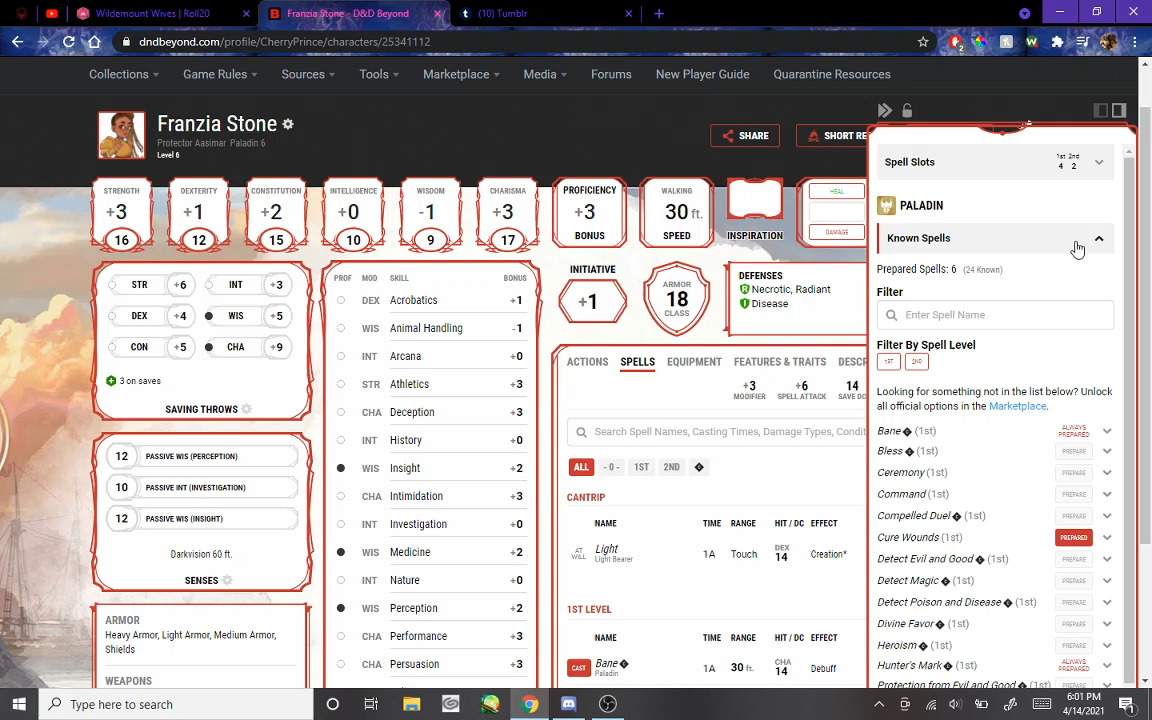 Wildemount Wives | Roll20
Franzia Stone - D&D Beyond
(10) Tumblr
dndbeyond.com/profile/CherryPrince/characters/25341112
2
Collections
Game Rules
Sources
Tools
Marketplace
Media
Forums
New Player Guide
Quarantine Resources
Franzia Stone
Protector Aasimar Paladin 6
Level 6
SHARE
SHORT RE
STRENGTH
+3
16
DEXTERITY
+1
12
CONSTITUTION
+2
15
INTELLIGENCE
+0
10
WISDOM
-1
9
CHARISMA
+3
17
PROFICIENCY
+3
BONUS
WALKING
30 ft.
SPEED
INSPIRATION
HEAL
DAMAGE
STR +6
INT +3
DEX +4
WIS +5
CON +5
CHA +9
3 on saves
SAVING THROWS
12 PASSIVE WIS (PERCEPTION)
10 PASSIVE INT (INVESTIGATION)
12 PASSIVE WIS (INSIGHT)
Darkvision 60 ft.
SENSES
ARMOR
Heavy Armor, Light Armor, Medium Armor,
Shields
WEAPONS
PROF MOD SKILL BONUS
DEX Acrobatics +1
WIS Animal Handling -1
INT Arcana +0
STR Athletics +3
CHA Deception +3
INT History +0
WIS Insight +2
CHA Intimidation +3
INT Investigation +0
WIS Medicine +2
INT Nature +0
WIS Perception +2
CHA Performance +3
CHA Persuasion +3
INITIATIVE
+1
ARMOR
18
CLASS
DEFENSES
Necrotic, Radiant
Disease
ACTIONS SPELLS EQUIPMENT FEATURES & TRAITS DESCR
+3
MODIFIER
+6
SPELL ATTACK
14
SAVE DC
Search Spell Names, Casting Times, Damage Types, Condit
ALL - 0 - 1ST 2ND
CANTRIP
NAME TIME RANGE HIT / DC EFFECT
AT WILL Light 1A Touch DEX 14 Creation*
Light Bearer
1ST LEVEL
NAME TIME RANGE HIT / DC EFFECT
CAST Bane 1A 30 ft. CHA 14 Debuff
Paladin
Spell Slots
1st 2nd
4 2
PALADIN
Known Spells
Prepared Spells: 6 (24 Known)
Filter
Enter Spell Name
Filter By Spell Level
1ST 2ND
Looking for something not in the list below? Unlock
all official options in the Marketplace.
Bane (1st) ALWAYS PREPARED
Bless (1st) PREPARE
Ceremony (1st) PREPARE
Command (1st) PREPARE
Compelled Duel (1st) PREPARE
Cure Wounds (1st) PREPARED
Detect Evil and Good (1st) PREPARE
Detect Magic (1st) PREPARE
Detect Poison and Disease (1st) PREPARE
Divine Favor (1st) PREPARE
Heroism (1st) PREPARE
Hunter's Mark (1st) ALWAYS PREPARED
Protection from Evil and Good (1st) PREPARE
Type here to search
6:01 PM
4/14/2021
1